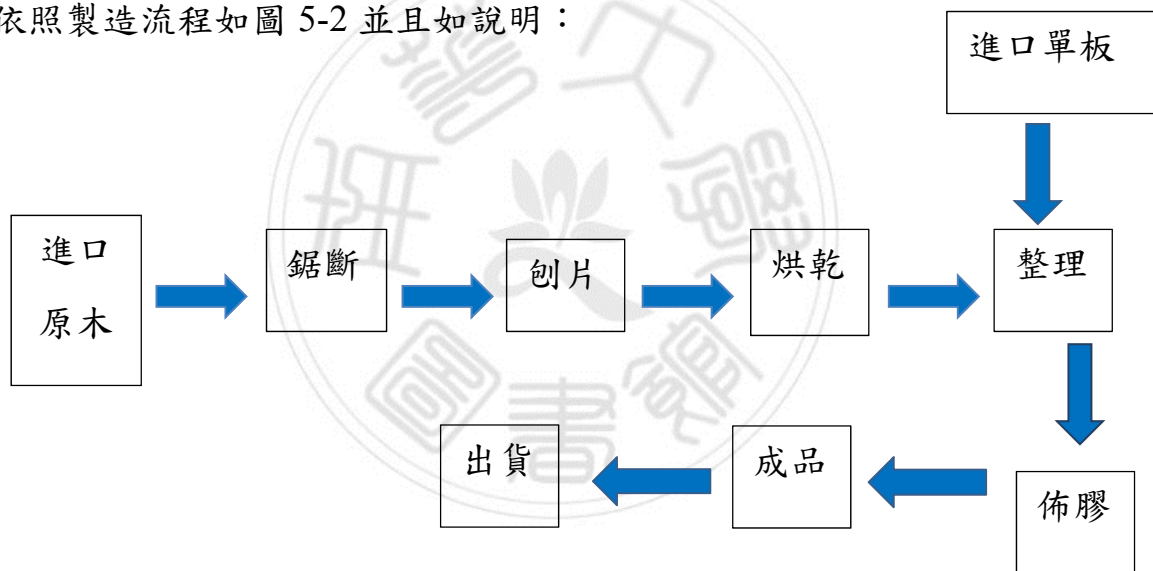 依照製造流程如圖 5-2 並且如說明：
進口單板
進口
原木
鋸斷
刨片
烘乾
整理
出貨
成品
佈膠